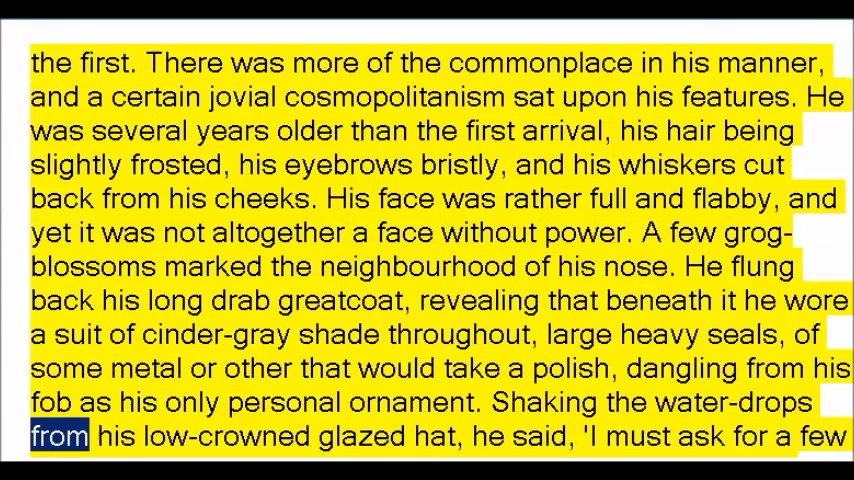 the first. There was more of the commonplace in his manner,
and a certain jovial cosmopolitanism sat upon his features. He
was several years older than the first arrival, his hair being
slightly frosted, his eyebrows bristly, and his whiskers cut
back from his cheeks. His face was rather full and flabby, and
yet it was not altogether a face without power. A few grog-
blossoms marked the neighbourhood of his nose. He flung
back his long drab greatcoat, revealing that beneath it he wore
a suit of cinder-gray shade throughout, large heavy seals, of
some metal or other that would take a polish, dangling from his
fob as his only personal ornament. Shaking the water-drops
from his low-crowned glazed hat, he said, 'I must ask for a few